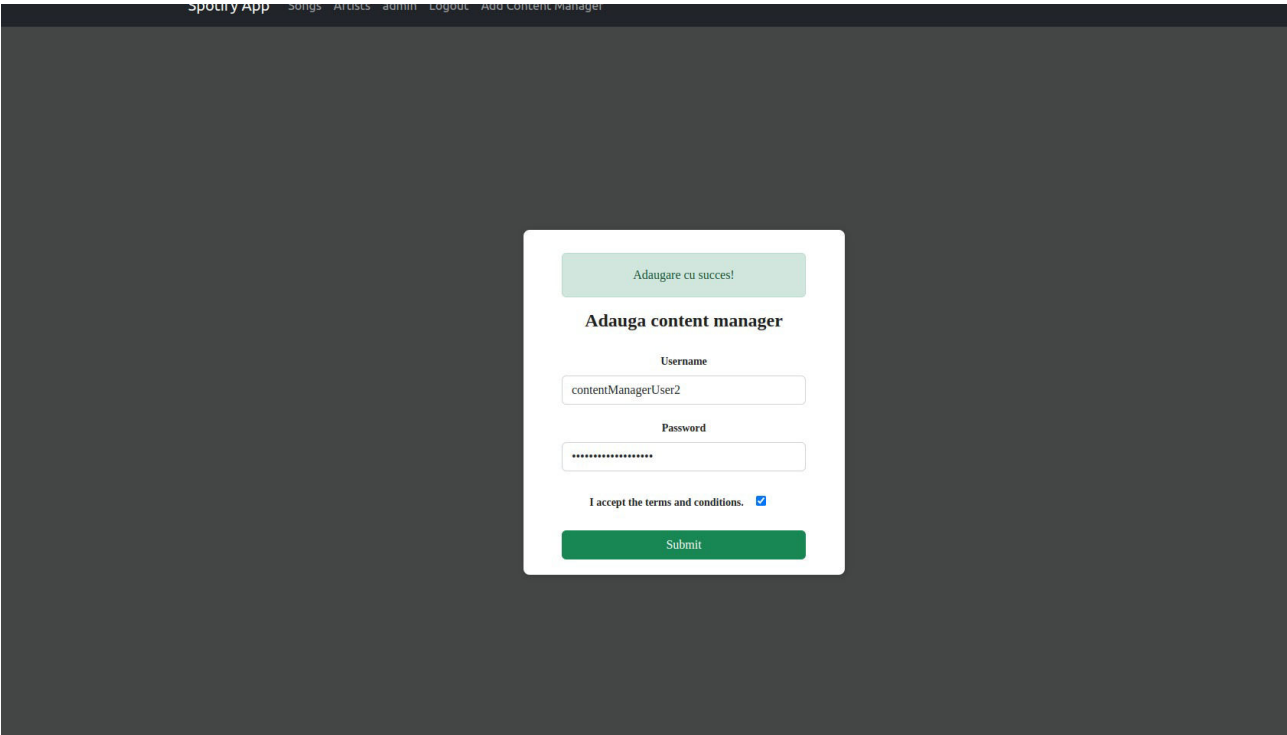 Spotify App Songs Artists admin Logout Add Content Manager
Adaugare cu succes!
Adauga content manager
Username
contentManagerUser2
Password
•••••••••••••••••••
I accept the terms and conditions.
Submit